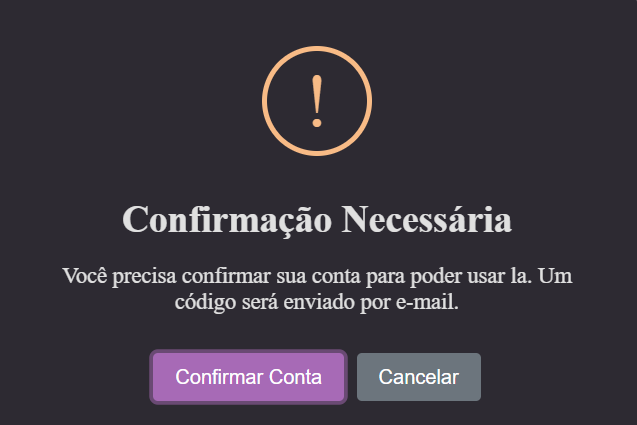 !
Confirmação Necessária
Você precisa confirmar sua conta para poder usar la. Um
código será enviado por e-mail.
Confirmar Conta
Cancelar